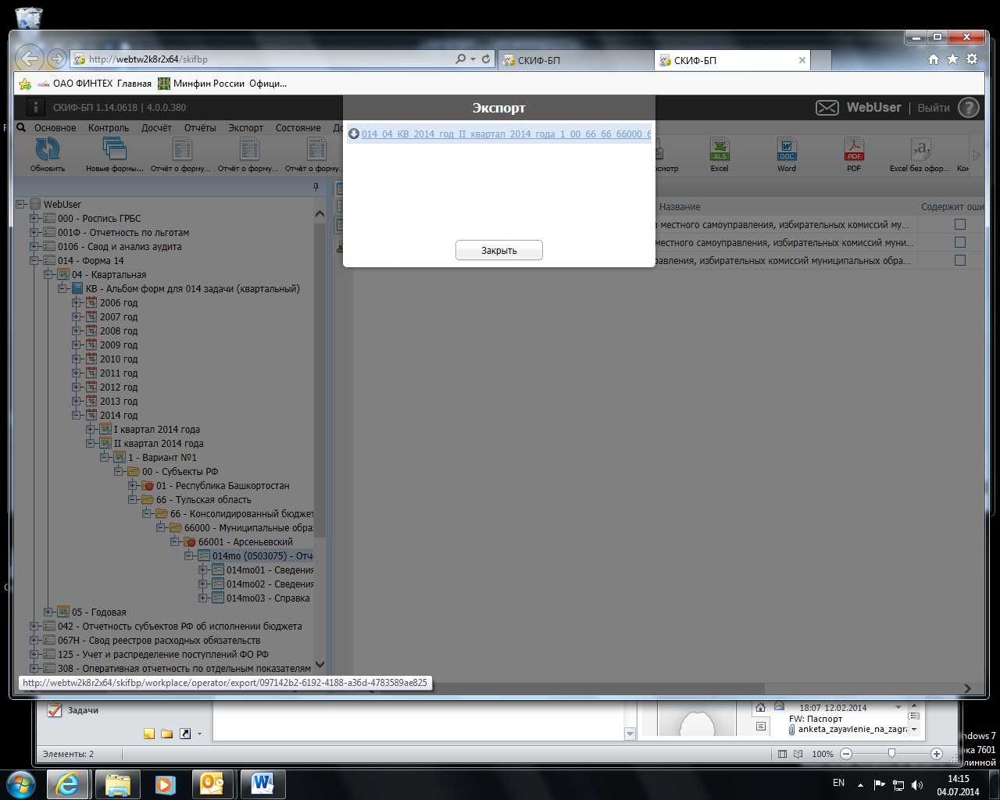 http://webtw2k8r2x64/skifbp
СКИФ-БП
СКИФ-БП
ОАО ФИНТЕХ Главная
Минфин России Офици...
СКИФ-БП 1.14.0618 | 4.0.0.380
WebUser | Выйти
Основное Контроль Досчёт Отчёты Экспорт Состояние
Обновить
Новые формы...
Отчёт о форму...
Отчёт о форму...
Отчёт о форму...
Excel
Word
PDF
Excel без офор...
Экспорт
014_04_КВ_2014_год_II_квартал_2014_года_1_00_66_66_66000_6
Закрыть
Название
Содержит оши
в местного самоуправления, избирательных комиссий му...
местного самоуправления, избирательных комиссий муни...
равления, избирательных комиссий муниципальных обра...
WebUser
000 - Роспись ГРБС
001Ф - Отчетность по льготам
0106 - Свод и анализ аудита
014 - Форма 14
04 - Квартальная
КВ - Альбом форм для 014 задачи (квартальный)
2006 год
2007 год
2008 год
2009 год
2010 год
2011 год
2012 год
2013 год
2014 год
I квартал 2014 года
II квартал 2014 года
1 - Вариант №1
00 - Субъекты РФ
01 - Республика Башкортостан
66 - Тульская область
66 - Консолидированный бюджет
66000 - Муниципальные обра
66001 - Арсеньевский
014mo (0503075) - Отч
014mo01 - Сведения
014mo02 - Сведения
014mo03 - Справка
05 - Годовая
042 - Отчетность субъектов РФ об исполнении бюджета
067Н - Свод реестров расходных обязательств
125 - Учет и распределение поступлений ФО РФ
308 - Оперативная отчетность по отдельным показателям
http://webtw2k8r2x64/skifbp/workplace/operator/export/097142b2-6192-4188-a36d-4783589ae825
Задачи
18:07 12.02.2014
FW: Паспорт
anketa_zayavlenie_na_zagra
Элементы: 2
100%
ndows 7
рка 7601
линной
EN
14:15
04.07.2014